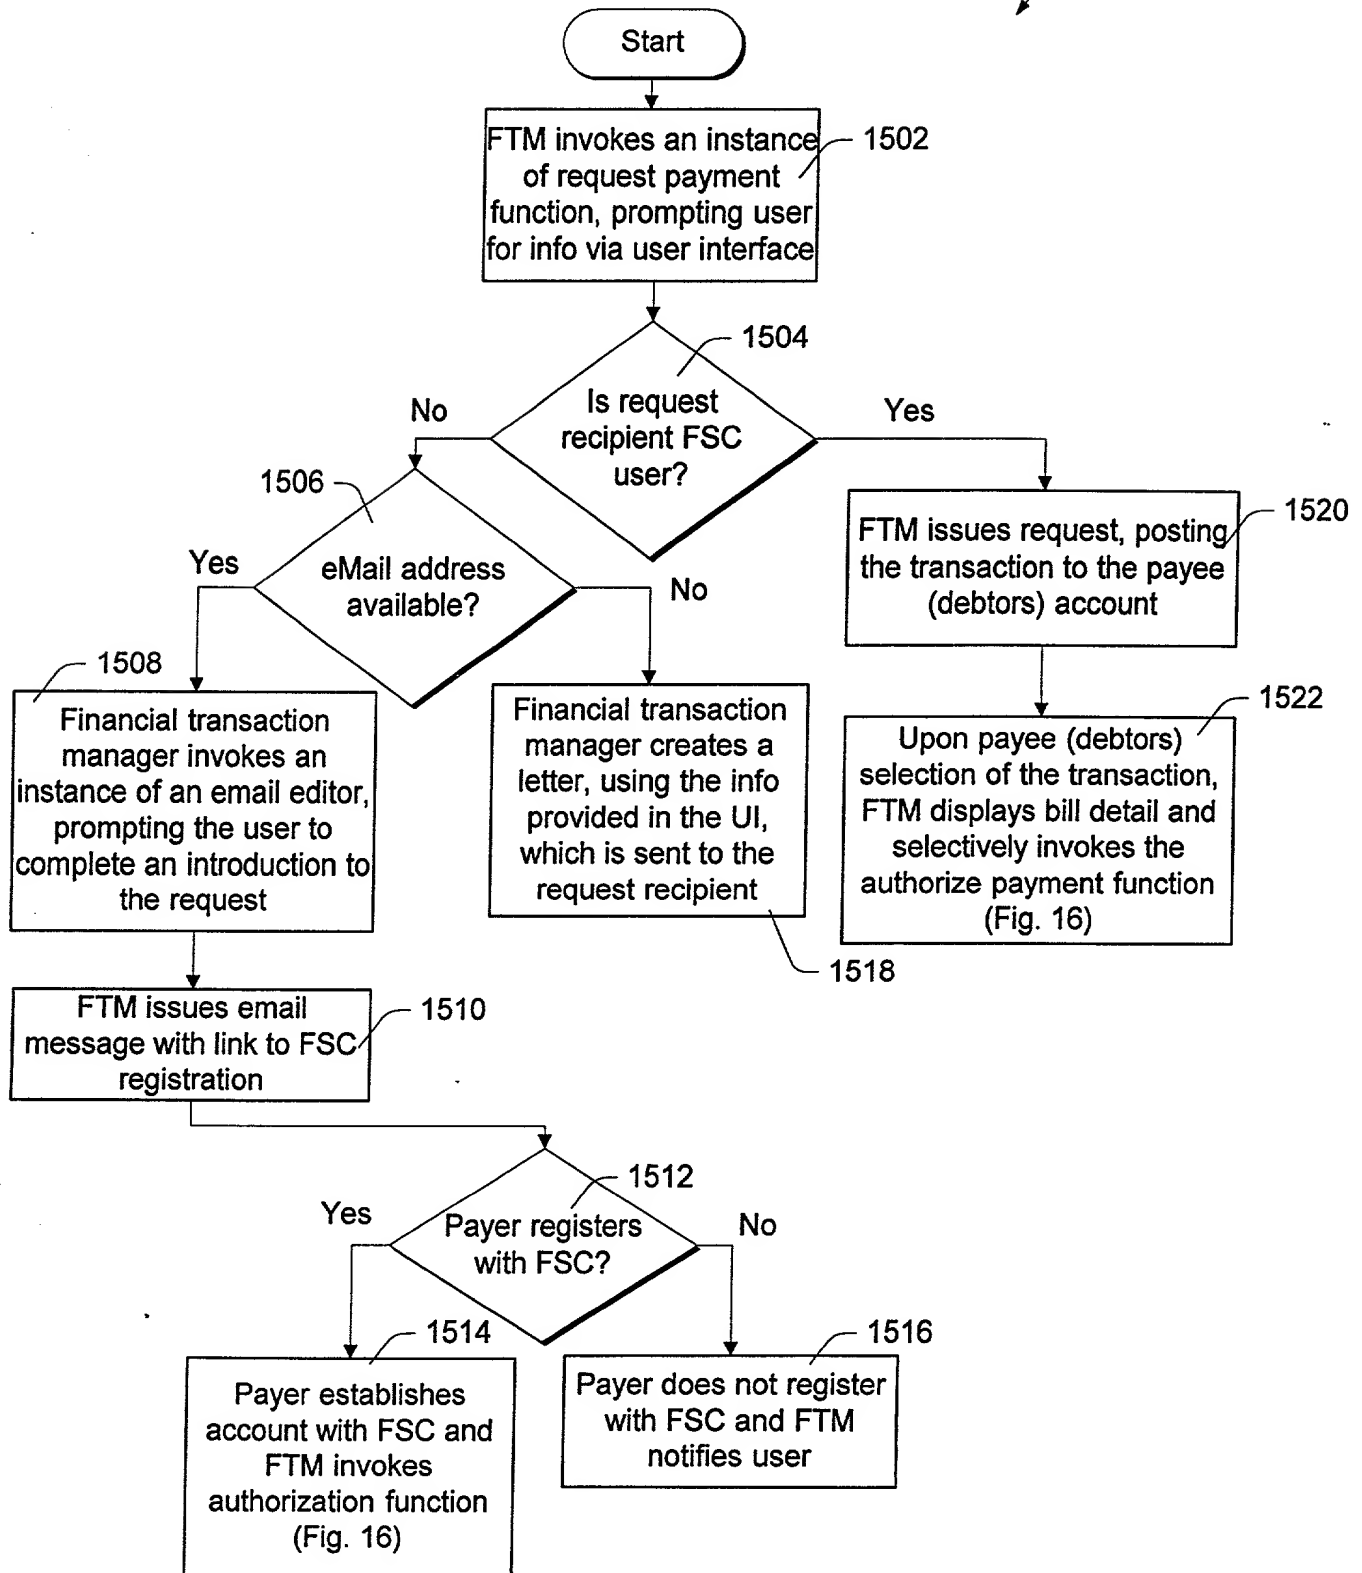 Start
FTM invokes an instance
of request payment
function, prompting user
for info via user interface
1502
1504
Is request
recipient FSC
user?
No
Yes
1506
eMail address
available?
Yes
No
1520
FTM issues request, posting
the transaction to the payee
(debtors) account
1508
Financial transaction
manager invokes an
instance of an email editor,
prompting the user to
complete an introduction to
the request
Financial transaction
manager creates a
letter, using the info
provided in the UI,
which is sent to the
request recipient
1518
1522
Upon payee (debtors)
selection of the transaction,
FTM displays bill detail and
selectively invokes the
authorize payment function
(Fig. 16)
FTM issues email
message with link to FSC
registration
1510
1512
Payer registers
with FSC?
Yes
No
1514
Payer establishes
account with FSC and
FTM invokes
authorization function
(Fig. 16)
1516
Payer does not register
with FSC and FTM
notifies user